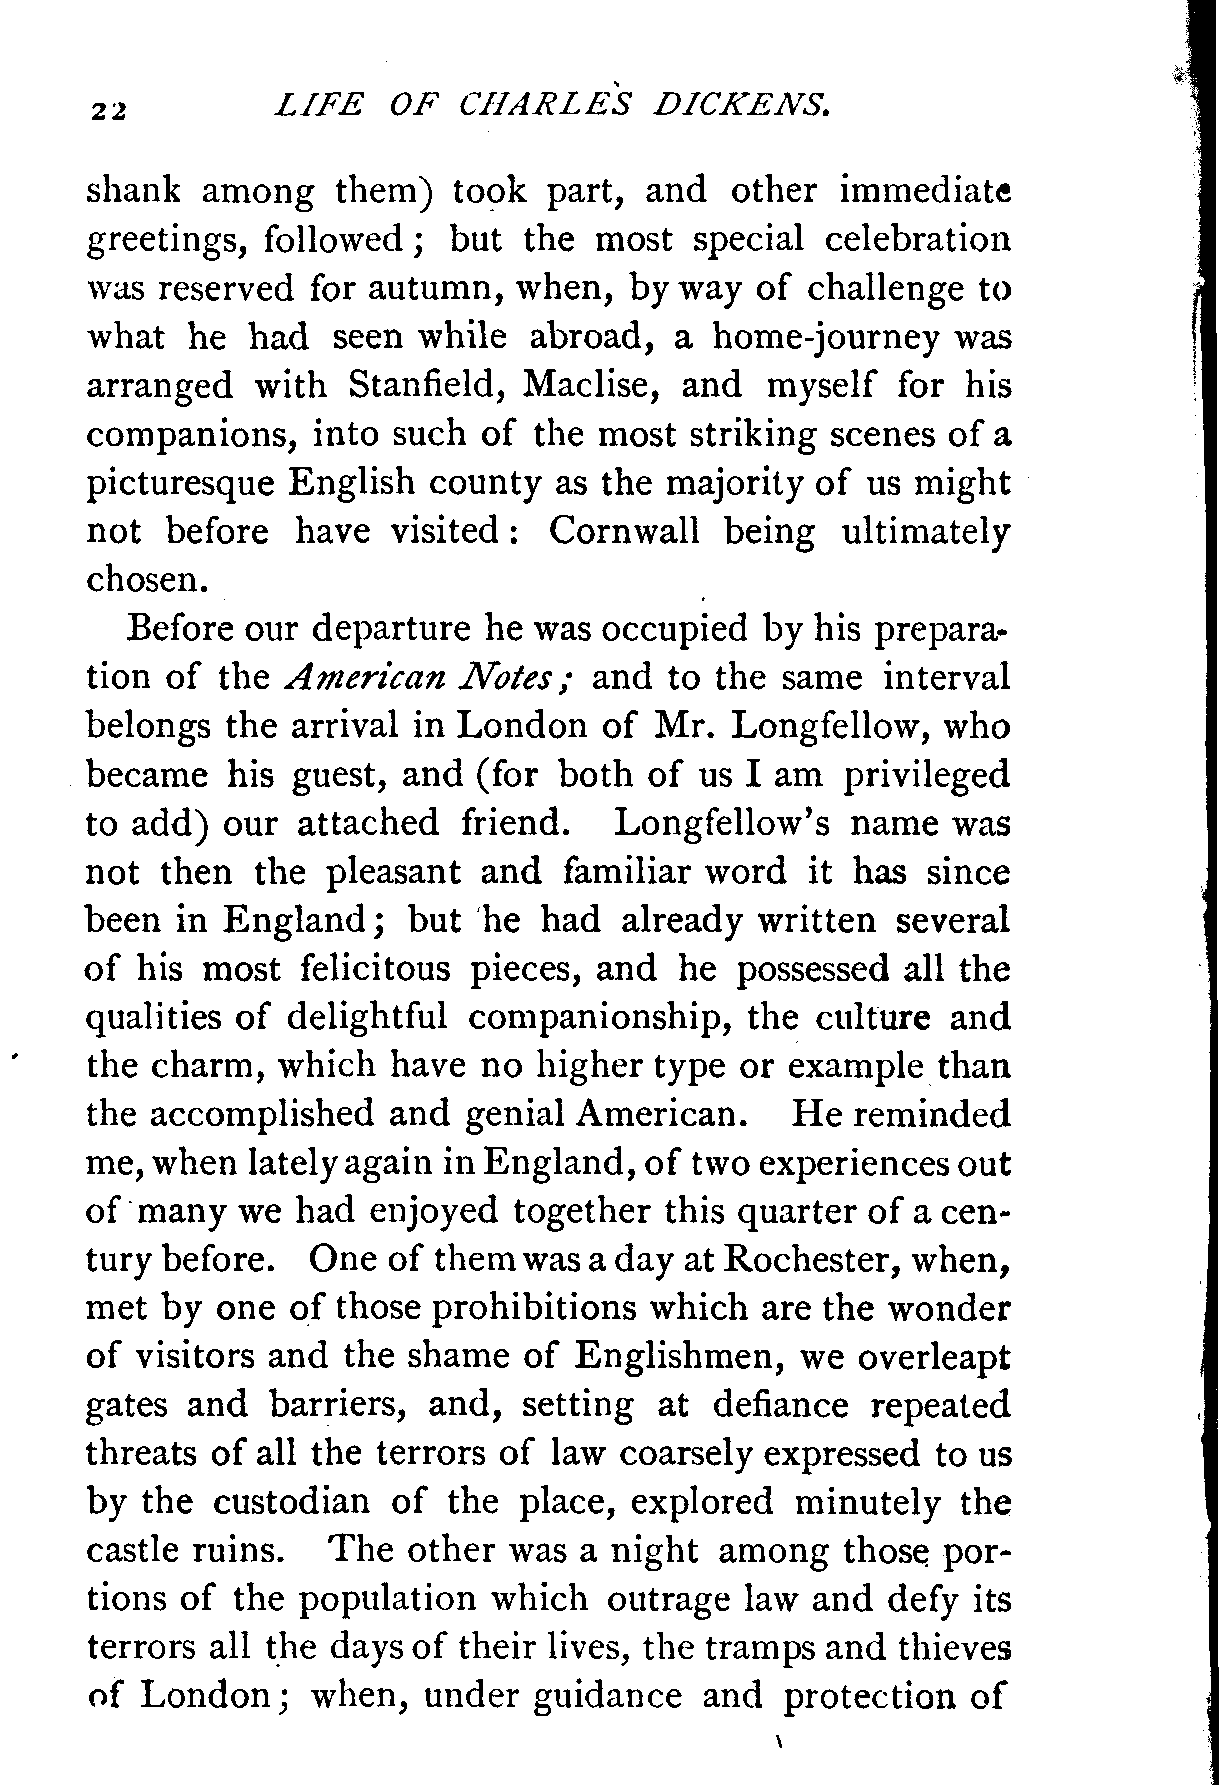 22 LIFE OF CHARLES DICKENS.
shank among them) took part, and other immediate
greetings, followed; but the most special celebration
was reserved for autumn, when, by way of challenge to
what he had seen while abroad, a home-journey was
arranged with Stanfield, Maclise, and myself for his
companions, into such of the most striking scenes of a
picturesque English county as the majority of us might
not before have visited: Cornwall being ultimately
chosen.
Before our departure he was occupied by his prepara-
tion of the American Notes; and to the same interval
belongs the arrival in London of Mr. Longfellow, who
became his guest, and (for both of us I am privileged
to add) our attached friend. Longfellow's name was
not then the pleasant and familiar word it has since
been in England; but he had already written several
of his most felicitous pieces, and he possessed all the
qualities of delightful companionship, the culture and
the charm, which have no higher type or example than
the accomplished and genial American. He reminded
me, when lately again in England, of two experiences out
of many we had enjoyed together this quarter of a cen-
tury before. One of them was a day at Rochester, when,
met by one of those prohibitions which are the wonder
of visitors and the shame of Englishmen, we overleapt
gates and barriers, and, setting at defiance repeated
threats of all the terrors of law coarsely expressed to us
by the custodian of the place, explored minutely the
castle ruins. The other was a night among those por-
tions of the population which outrage law and defy its
terrors all the days of their lives, the tramps and thieves
of London; when, under guidance and protection of